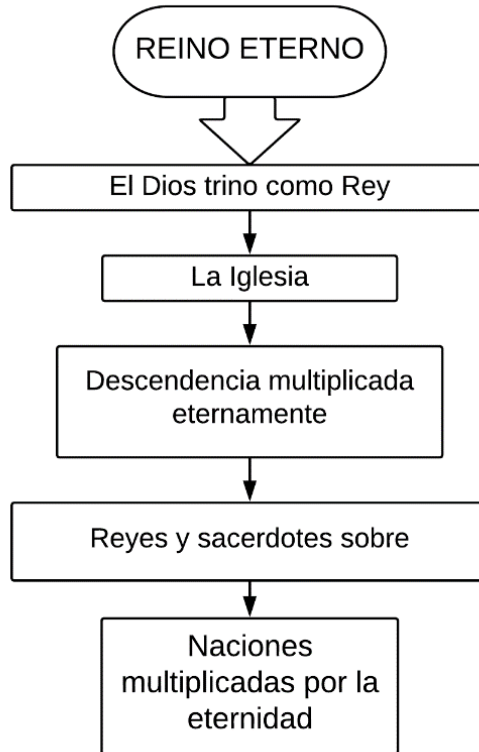 REINO ETERNO
El Dios trino como Rey
La Iglesia
Descendencia multiplicada
eternamente
Reyes y sacerdotes sobre
Naciones
multiplicadas por la
eternidad